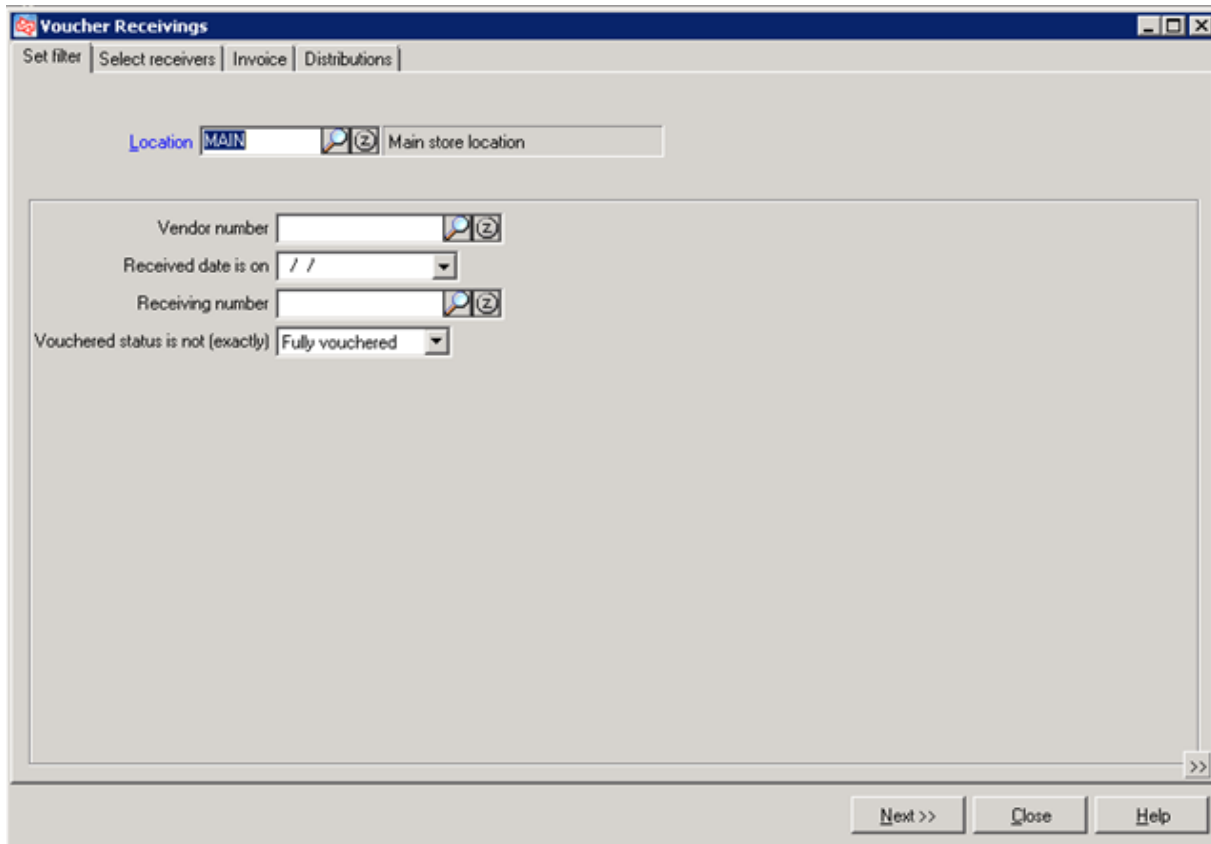 Voucher Receivings
Set filter Select receivers Invoice Distributions
Location MAIN Main store location
Vendor number
Received date is on / /
Receiving number
Vouchered status is not (exactly) Fully vouchered
>>
Next >> Close Help